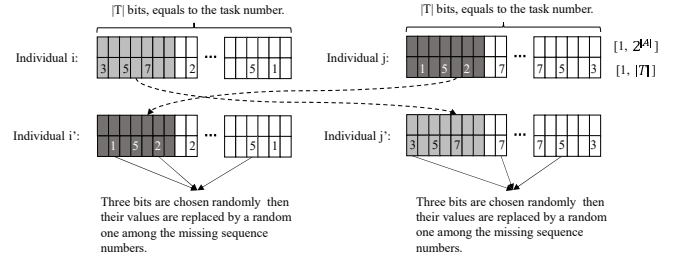 |T| bits, equals to the task number.
|T| bits, equals to the task number.
Individual i:
3 5 7 2 ... 5 1
Individual j:
1 5 2 7 ... 7 5 3
[1, 2^|A| ]
[1, |T| ]
Individual i':
1 5 2 2 ... 5 1
Individual j':
3 5 7 7 ... 7 5 3
Three bits are chosen randomly then
their values are replaced by a random
one among the missing sequence
numbers.
Three bits are chosen randomly then
their values are replaced by a random
one among the missing sequence
numbers.